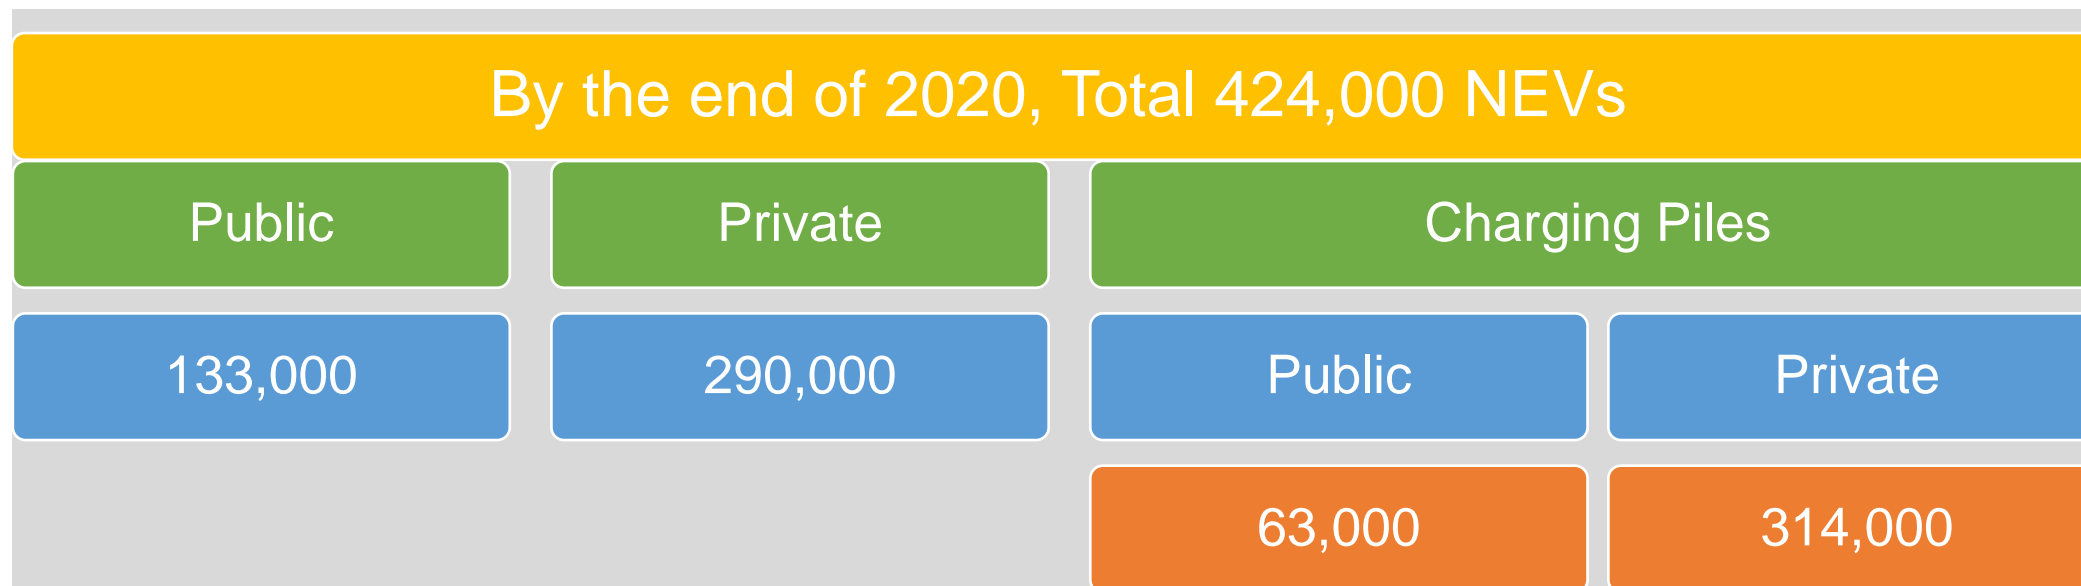 By the end of 2020, Total 424,000 NEVs
Public
Private
Charging Piles
133,000
290,000
Public
Private
63,000
314,000